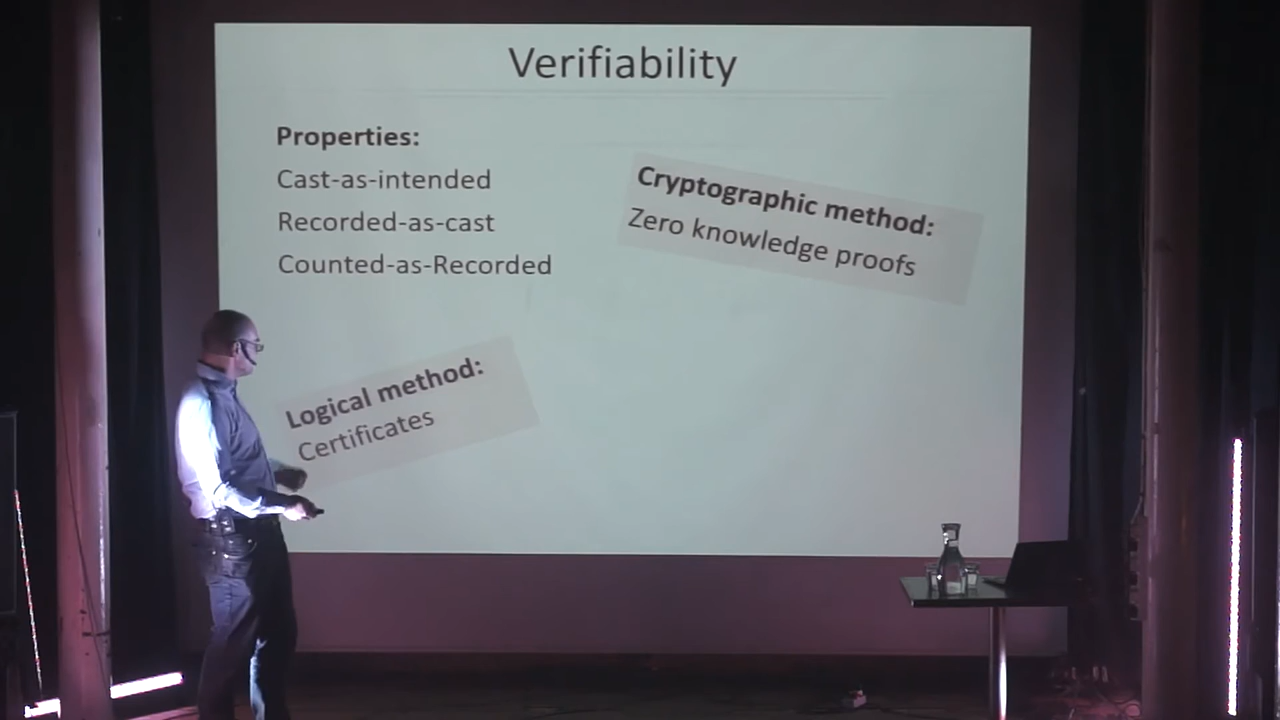 Verifiability
Properties:
Cast-as-intended
Recorded-as-cast
Counted-as-Recorded
Cryptographic method:
Zero knowledge proofs
Logical method:
Certificates